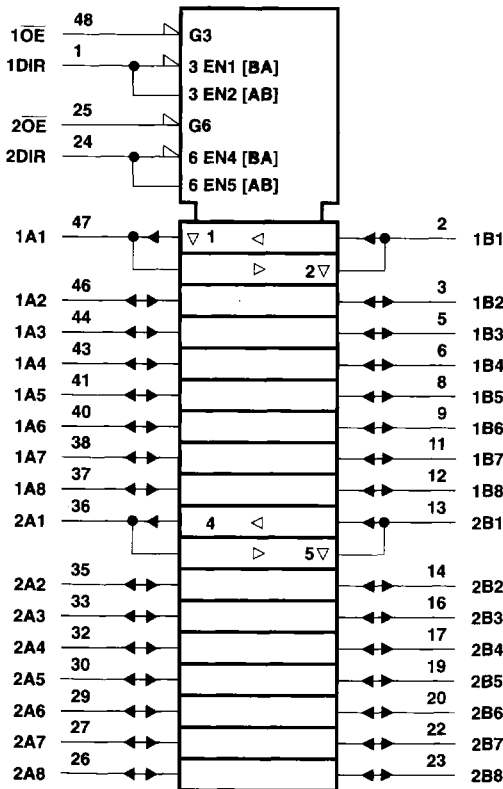 48
1O̅E̅ G3
1
1DIR 3 EN1 [BA]
3 EN2 [AB]
25
2O̅E̅ G6
24
2DIR 6 EN4 [BA]
6 EN5 [AB]
47 2
1A1 ▽ 1 ◁ 1B1
▷ 2 ▽
46 3
1A2 1B2
44 5
1A3 1B3
43 6
1A4 1B4
41 8
1A5 1B5
40 9
1A6 1B6
38 11
1A7 1B7
37 12
1A8 1B8
36 13
2A1 4 ◁ 2B1
▷ 5 ▽
35 14
2A2 2B2
33 16
2A3 2B3
32 17
2A4 2B4
30 19
2A5 2B5
29 20
2A6 2B6
27 22
2A7 2B7
26 23
2A8 2B8